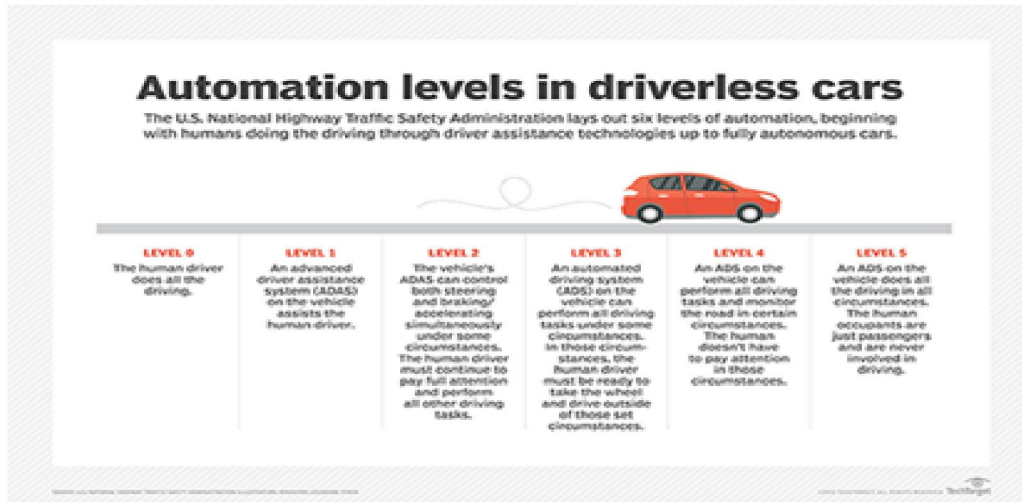 Automation levels in driverless cars
The U.S. National Highway Traffic Safety Administration lays out six levels of automation, beginning
with humans doing the driving through driver assistance technologies up to fully autonomous cars.
LEVEL 0
The human driver
does all the
driving.
LEVEL 1
An advanced
driver assistance
system (ADAS)
on the vehicle
assists the
human driver.
LEVEL 2
The vehicle's
ADAS can control
both steering
and braking/
accelerating
simultaneously
under some
circumstances.
The human driver
must continue to
pay full attention
and perform
all other driving
tasks.
LEVEL 3
An automated
driving system
(ADS) on the
vehicle can
perform all driving
tasks under some
circumstances.
In those circum-
stances, the
human driver
must be ready to
take the wheel
and drive outside
of those set
circumstances.
LEVEL 4
An ADS on the
vehicle can
perform all driving
tasks and monitor
the road in certain
circumstances.
The human
doesn't have
to pay attention
in those
circumstances.
LEVEL 5
An ADS on the
vehicle does all
the driving in all
circumstances.
The human
occupants are
just passengers
and are never
involved in
driving.
TechTarget